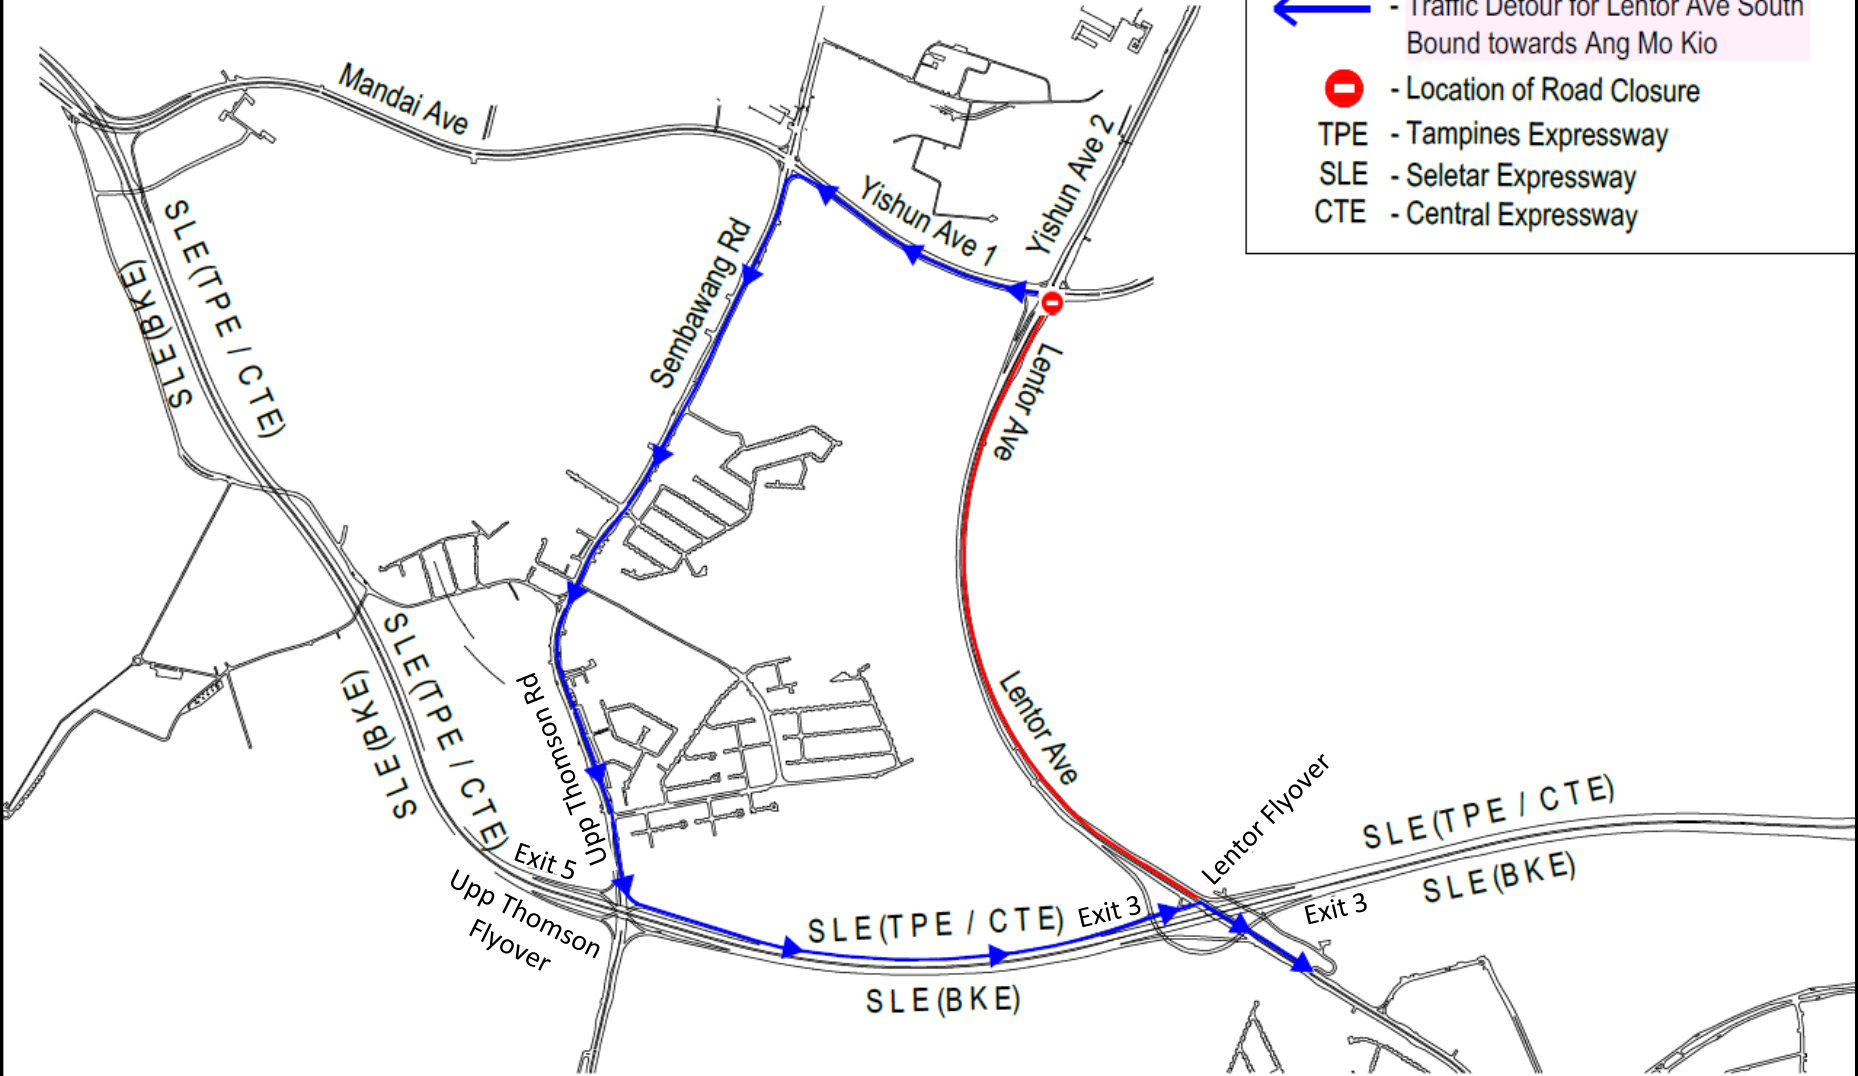 Traffic Detour for Lentor Ave South
Bound towards Ang Mo Kio
- Location of Road Closure
TPE - Tampines Expressway
SLE - Seletar Expressway
CTE - Central Expressway
Mandai Ave
Yishun Ave 2
Yishun Ave 1
SLE(TPE / CTE)
SLE(BKE)
Sembawang Rd
Lentor Ave
SLE(TPE / CTE)
SLE(BKE)
Upp Thomson Rd
Lentor Ave
Lentor Flyover
SLE(TPE / CTE)
SLE(BKE)
Exit 5
Upp Thomson
Flyover
SLE(TPE / CTE)
Exit 3
Exit 3
SLE(BKE)